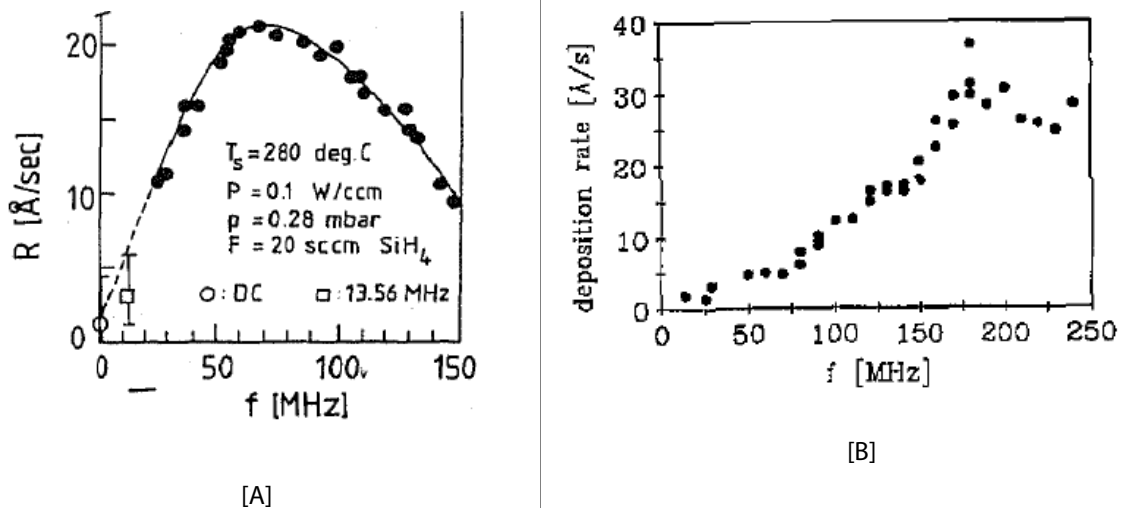 R [Å/sec]
20
10
0
T_s = 280 deg.C
P = 0.1 W/ccm
p = 0.28 mbar
F = 20 sccm SiH_4
○ : DC □ : 13.56 MHz
0 50 100 150
f [MHz]
[A]
deposition rate [Å/s]
40
30
20
10
0
0 50 100 150 200 250
f [MHz]
[B]